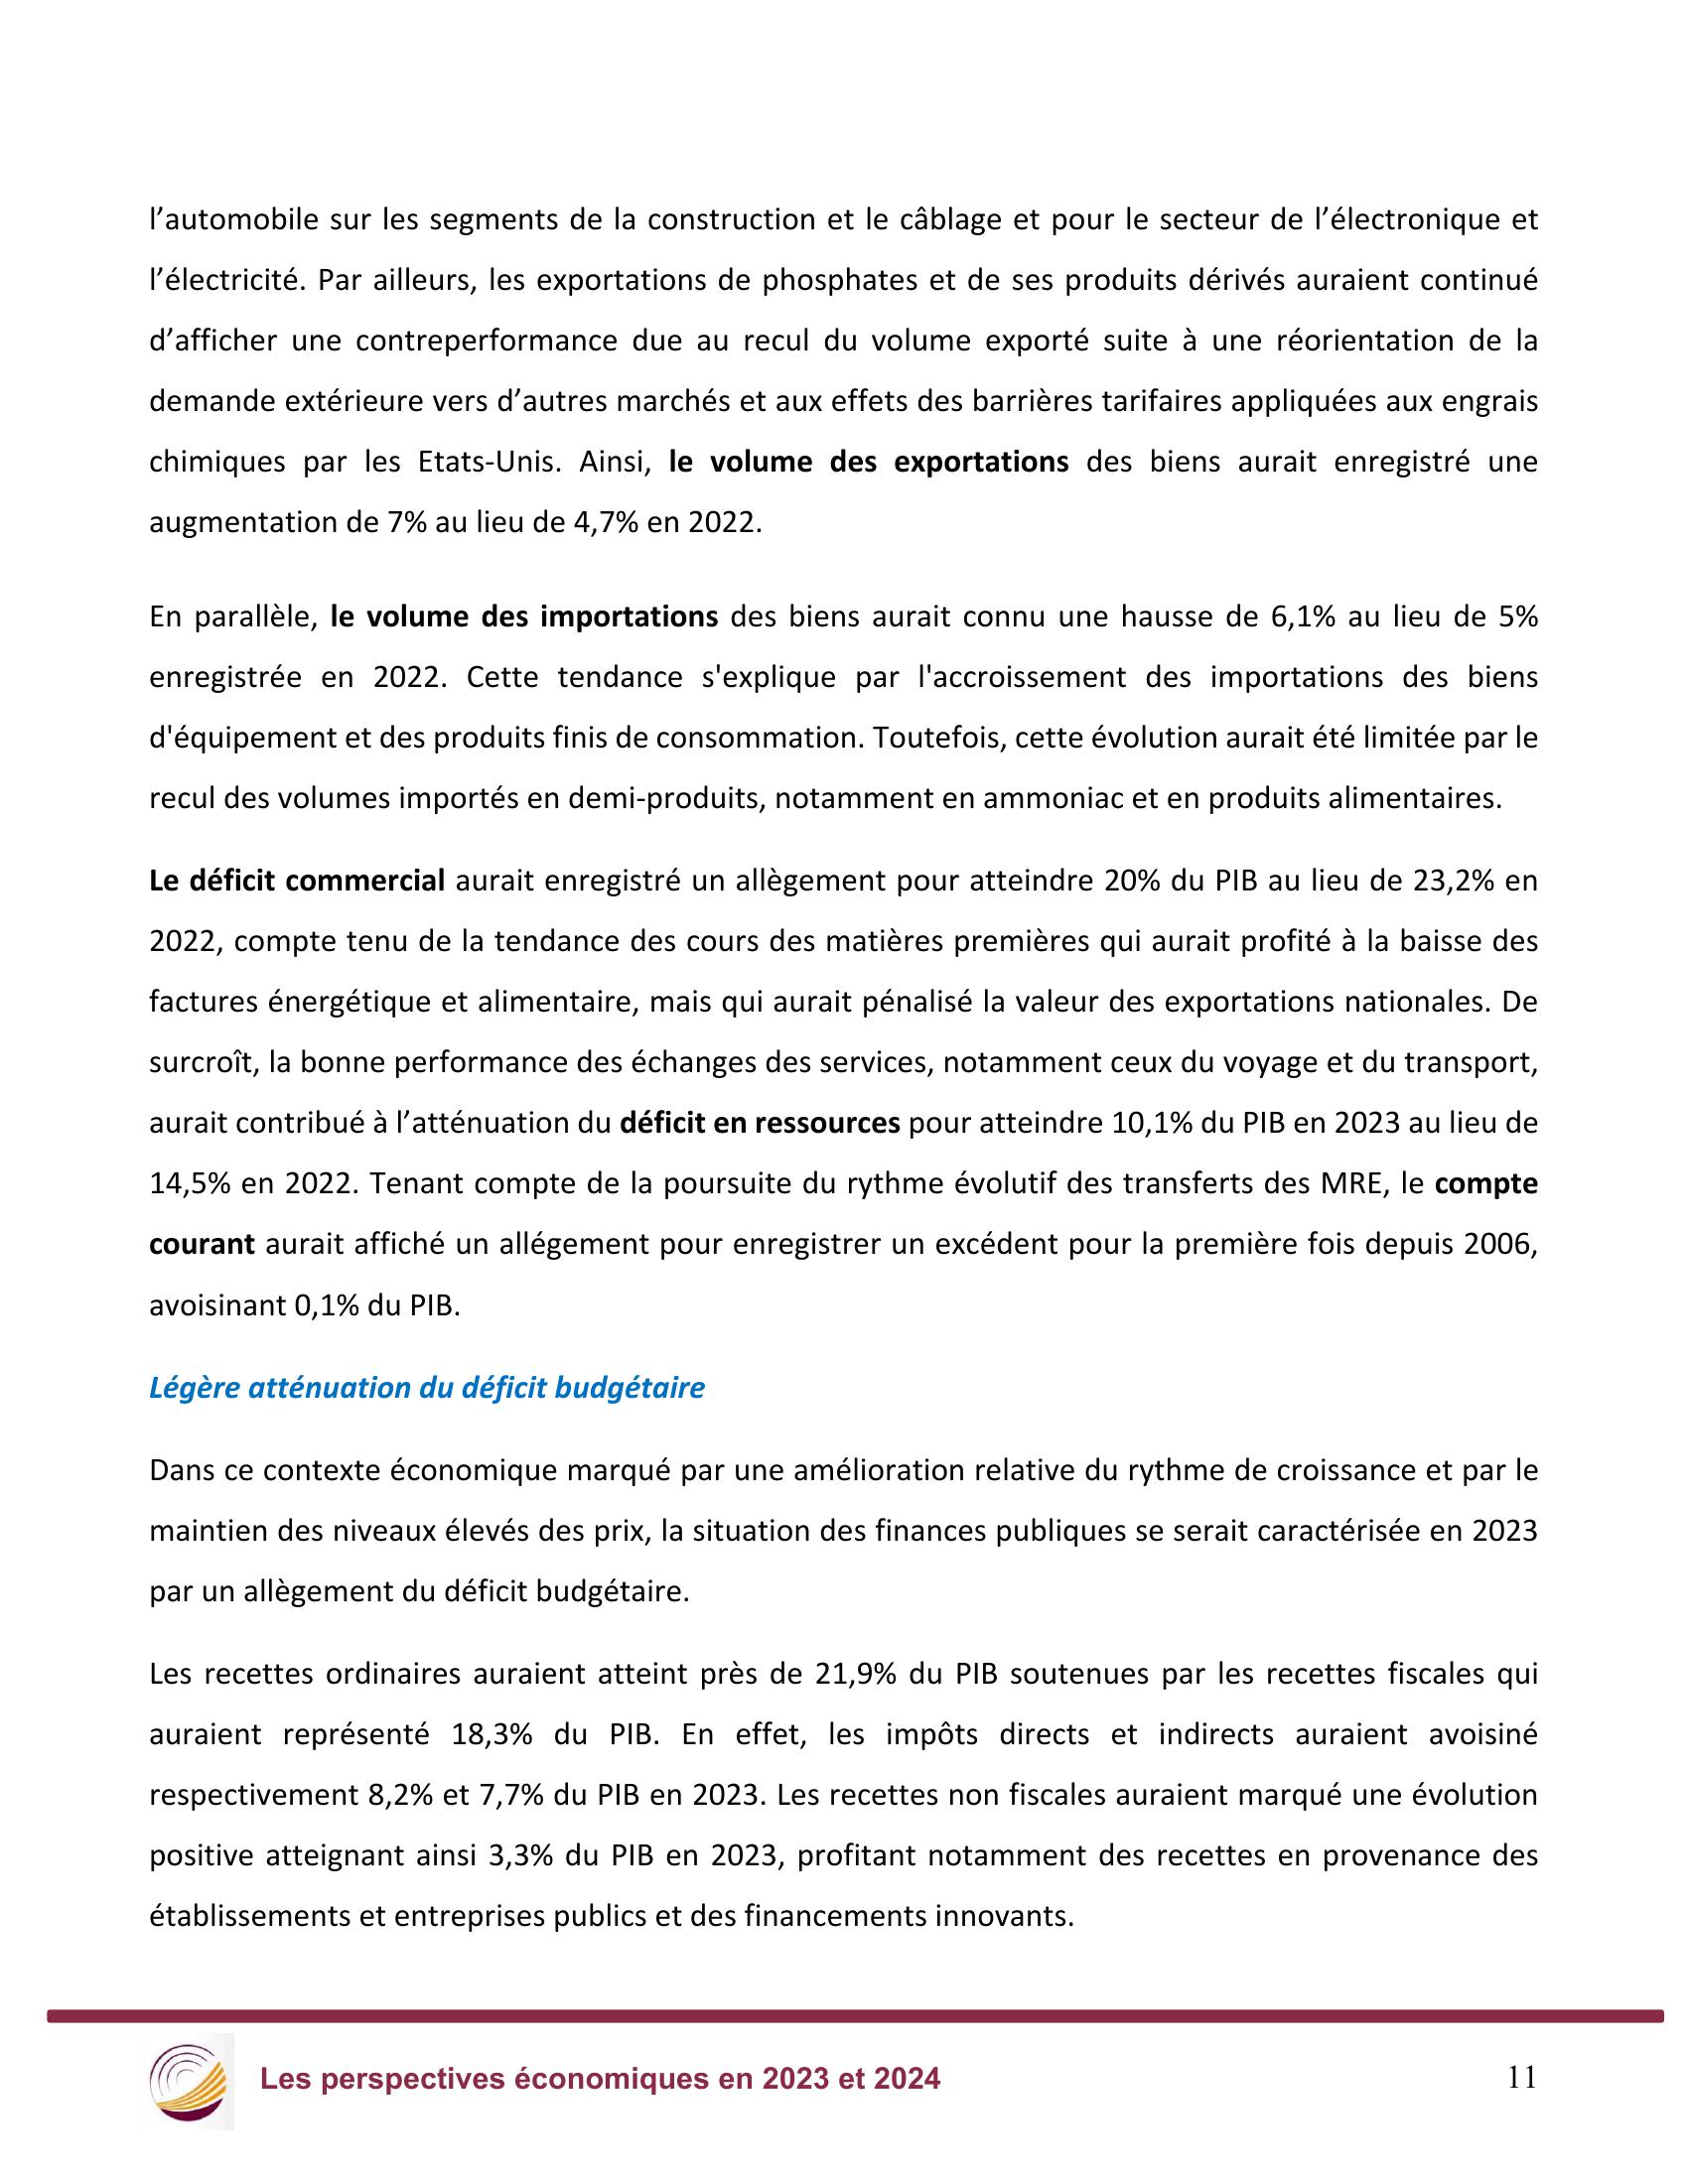 l’automobile sur les segments de la construction et le câblage et pour le secteur de l’électronique et
l’électricité. Par ailleurs, les exportations de phosphates et de ses produits dérivés auraient continué
d’afficher une contreperformance due au recul du volume exporté suite à une réorientation de la
demande extérieure vers d’autres marchés et aux effets des barrières tarifaires appliquées aux engrais
chimiques par les Etats-Unis. Ainsi, le volume des exportations des biens aurait enregistré une
augmentation de 7% au lieu de 4,7% en 2022.
En parallèle, le volume des importations des biens aurait connu une hausse de 6,1% au lieu de 5%
enregistrée en 2022. Cette tendance s'explique par l'accroissement des importations des biens
d'équipement et des produits finis de consommation. Toutefois, cette évolution aurait été limitée par le
recul des volumes importés en demi-produits, notamment en ammoniac et en produits alimentaires.
Le déficit commercial aurait enregistré un allègement pour atteindre 20% du PIB au lieu de 23,2% en
2022, compte tenu de la tendance des cours des matières premières qui aurait profité à la baisse des
factures énergétique et alimentaire, mais qui aurait pénalisé la valeur des exportations nationales. De
surcroît, la bonne performance des échanges des services, notamment ceux du voyage et du transport,
aurait contribué à l’atténuation du déficit en ressources pour atteindre 10,1% du PIB en 2023 au lieu de
14,5% en 2022. Tenant compte de la poursuite du rythme évolutif des transferts des MRE, le compte
courant aurait affiché un allégement pour enregistrer un excédent pour la première fois depuis 2006,
avoisinant 0,1% du PIB.
Légère atténuation du déficit budgétaire
Dans ce contexte économique marqué par une amélioration relative du rythme de croissance et par le
maintien des niveaux élevés des prix, la situation des finances publiques se serait caractérisée en 2023
par un allègement du déficit budgétaire.
Les recettes ordinaires auraient atteint près de 21,9% du PIB soutenues par les recettes fiscales qui
auraient représenté 18,3% du PIB. En effet, les impôts directs et indirects auraient avoisiné
respectivement 8,2% et 7,7% du PIB en 2023. Les recettes non fiscales auraient marqué une évolution
positive atteignant ainsi 3,3% du PIB en 2023, profitant notamment des recettes en provenance des
établissements et entreprises publics et des financements innovants.
Les perspectives économiques en 2023 et 2024
11